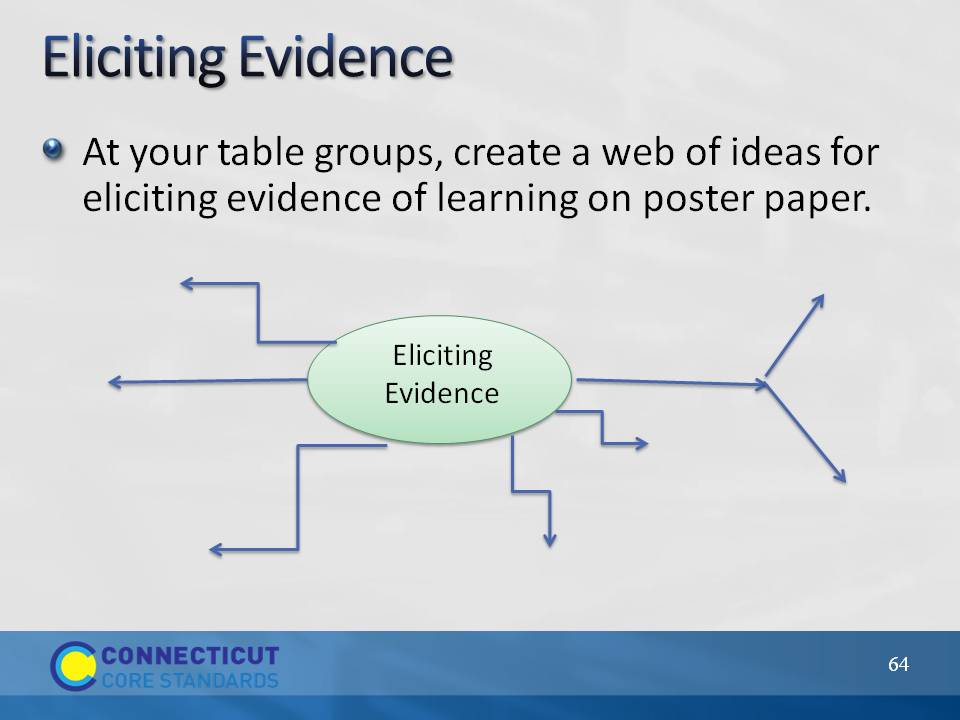 Eliciting Evidence
At your table groups, create a web of ideas for
eliciting evidence of learning on poster paper.
Eliciting
Evidence
CONNECTICUT
CORE STANDARDS
64